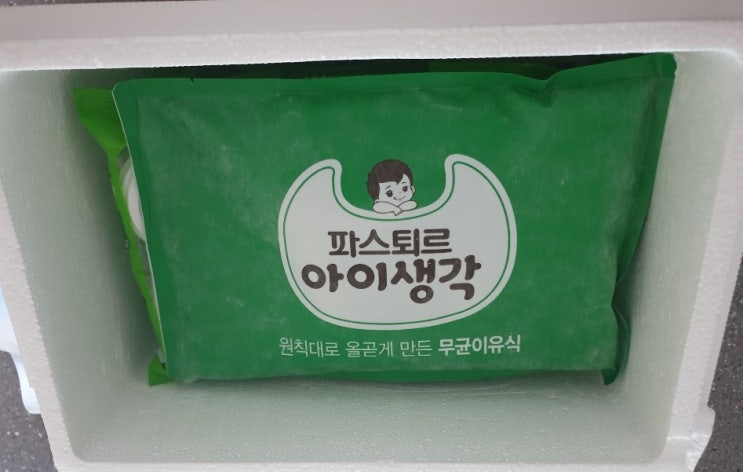 파스퇴르
아이생각
원칙대로 올곧게 만든 무균이유식